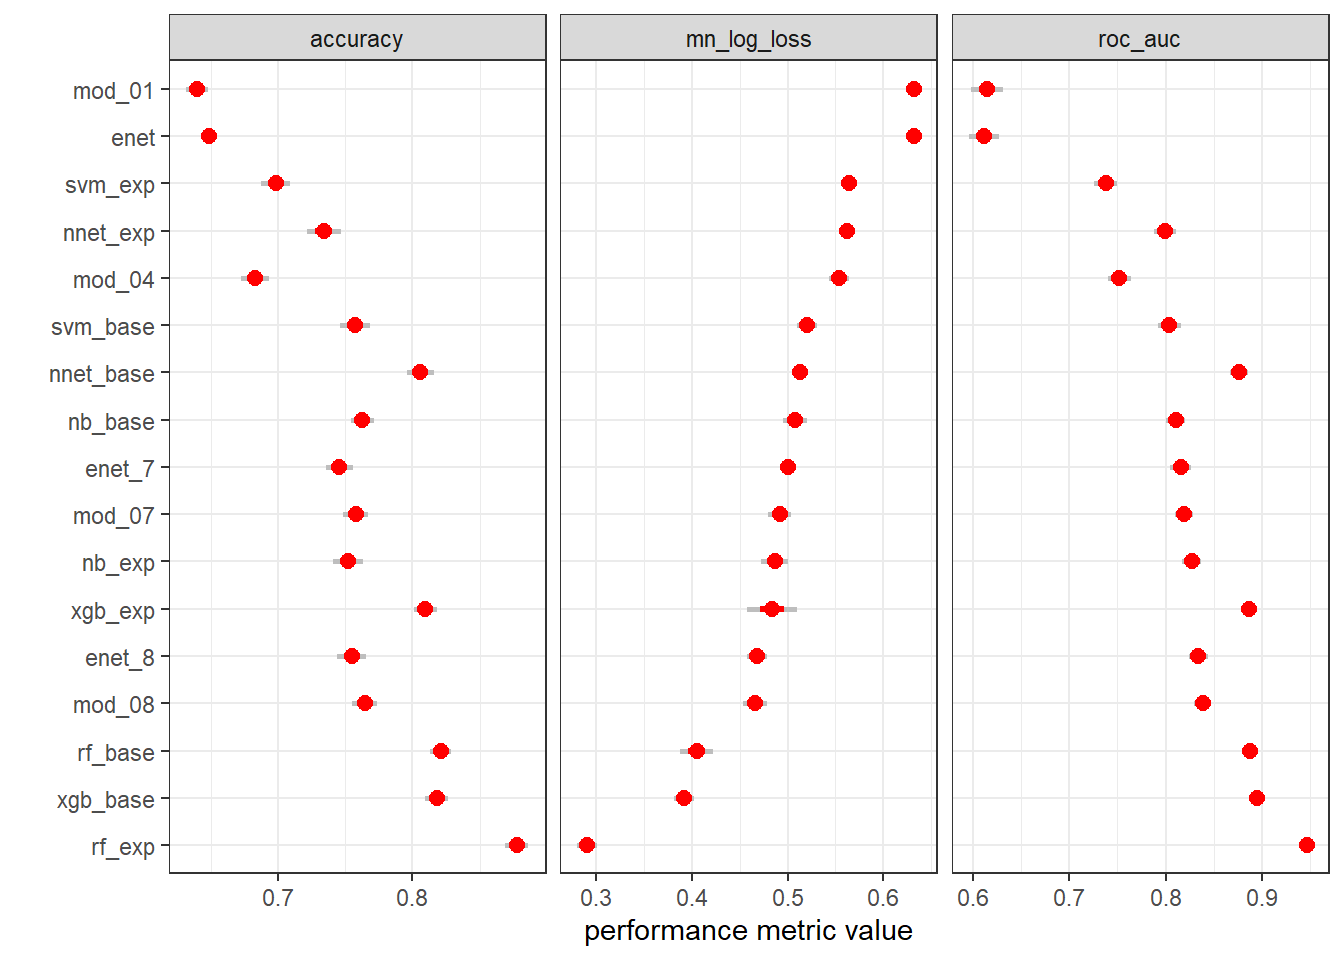 accuracy mn_log_loss roc_auc
mod_01
enet
svm_exp
nnet_exp
mod_04
svm_base
nnet_base
nb_base
enet_7
mod_07
nb_exp
xgb_exp
enet_8
mod_08
rf_base
xgb_base
rf_exp
0.7 0.8 0.3 0.4 0.5 0.6 0.6 0.7 0.8 0.9
performance metric value